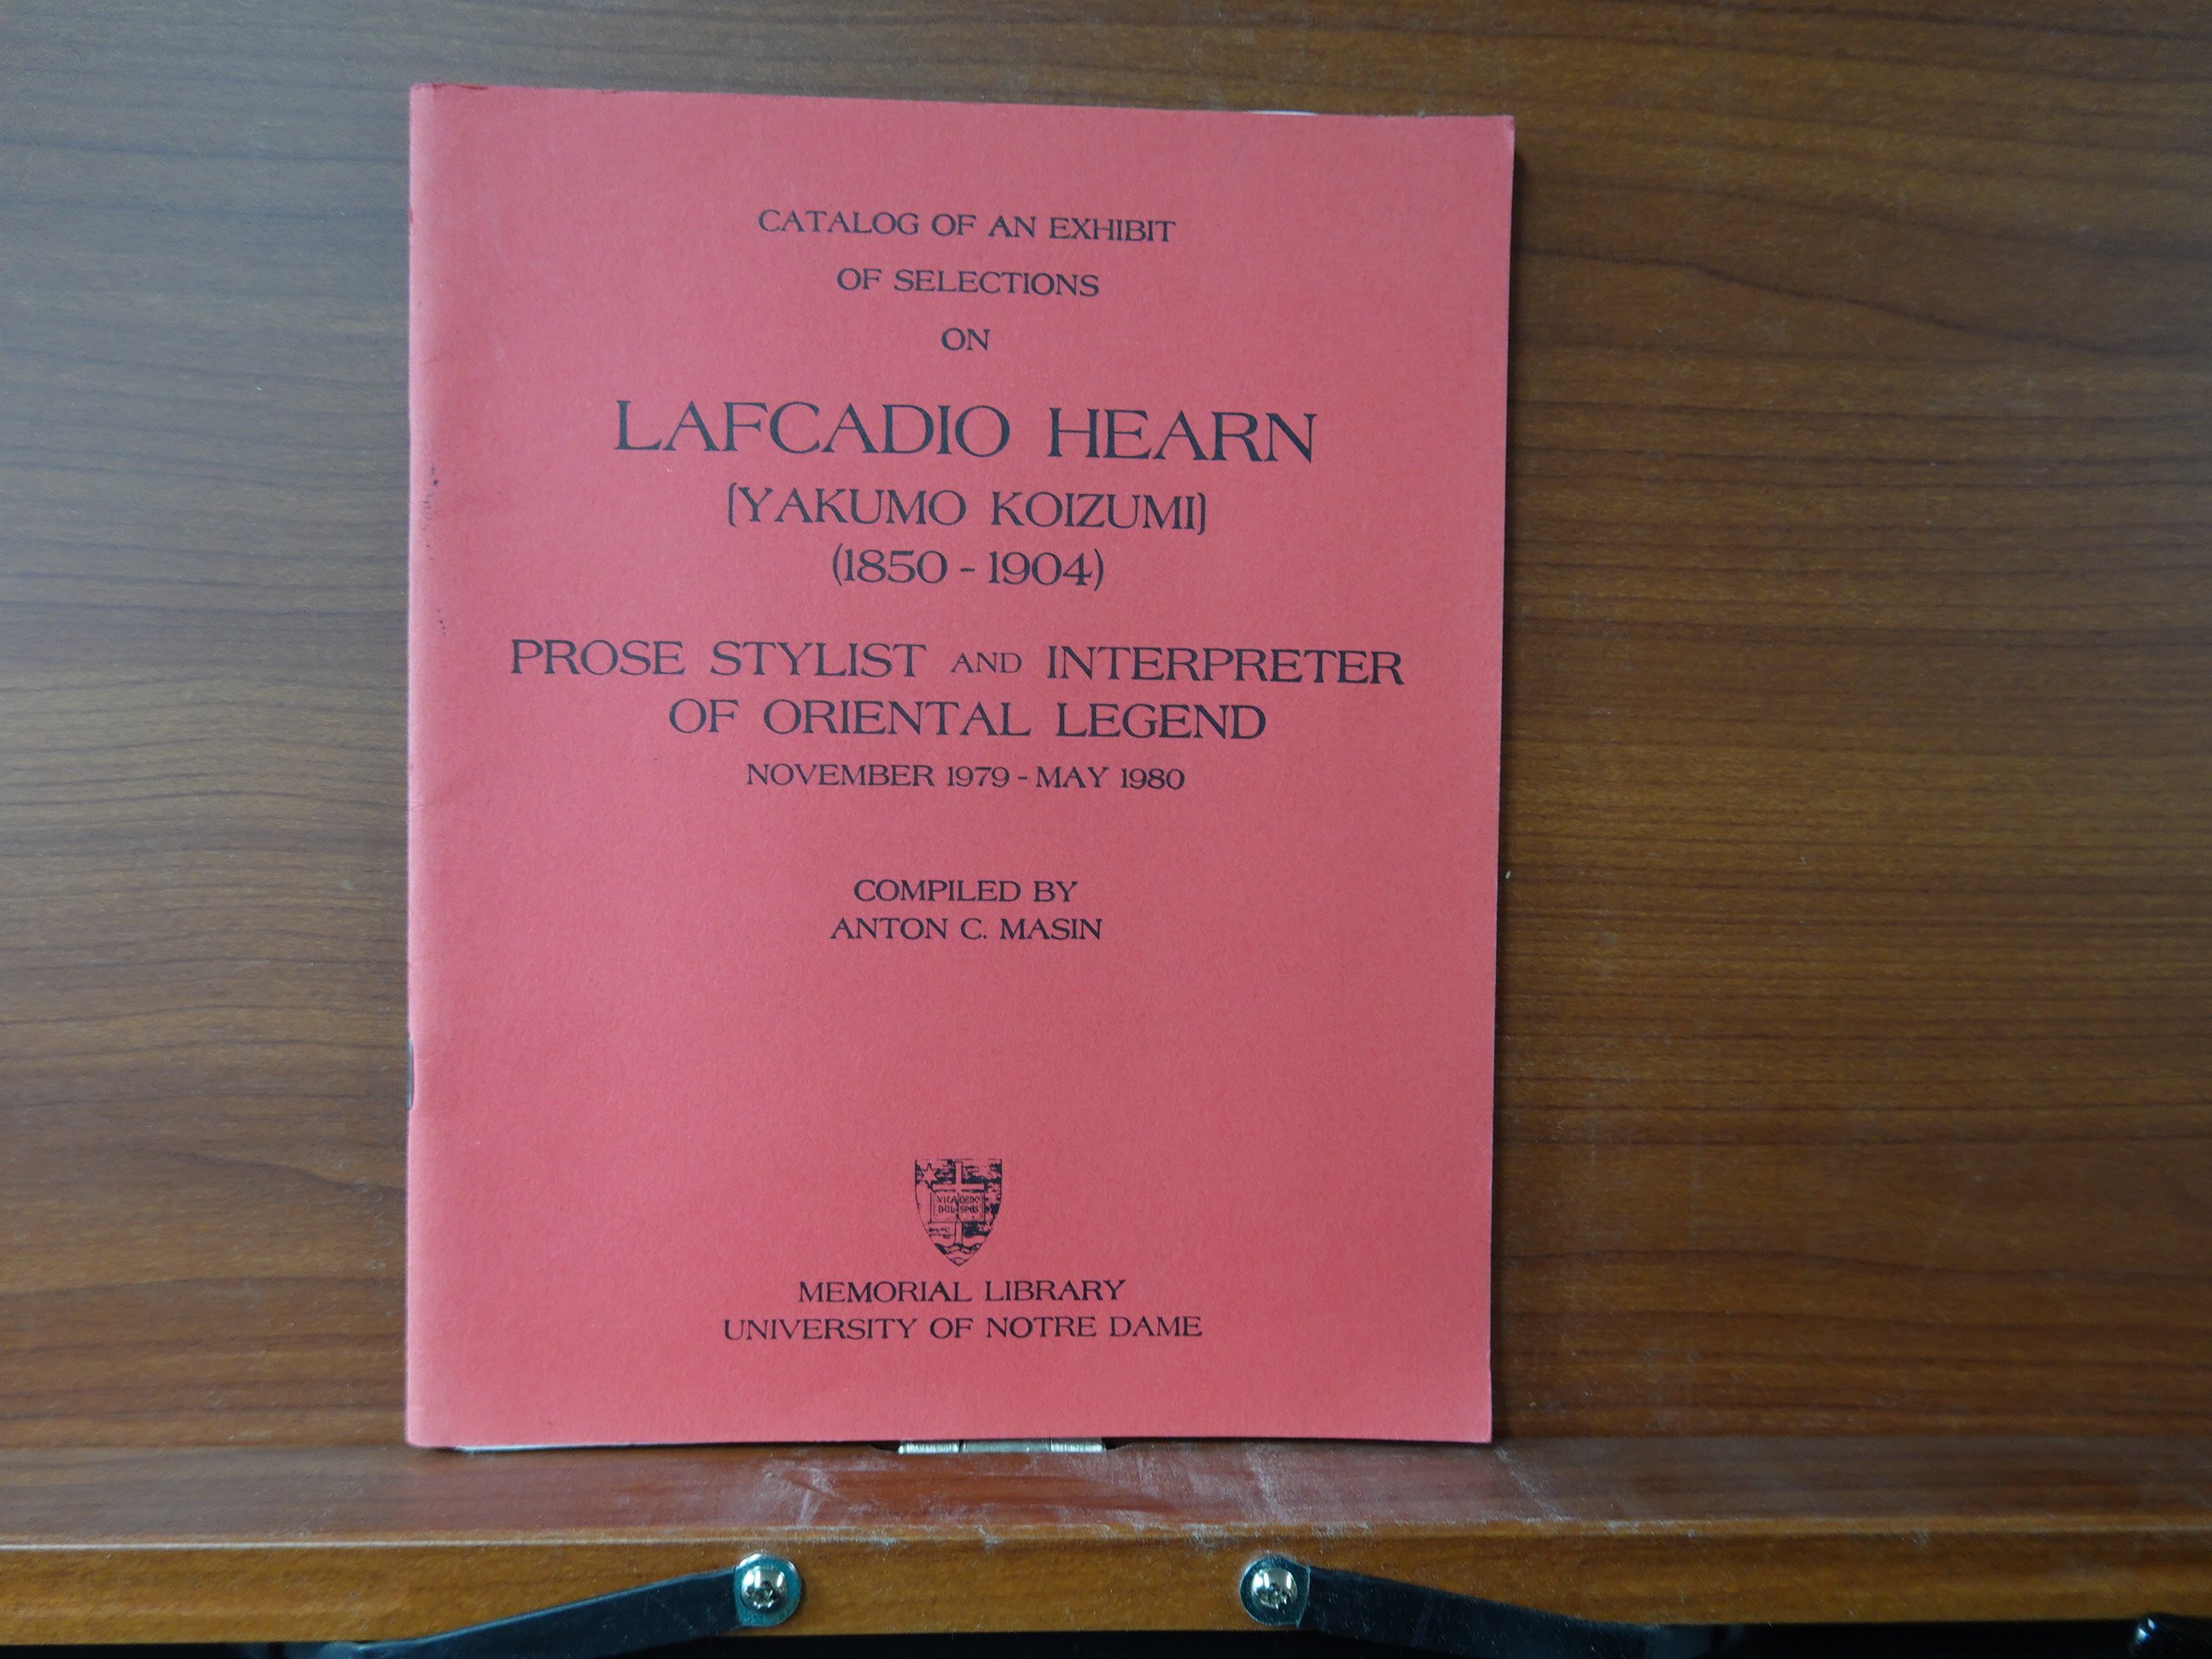 CATALOG OF AN EXHIBIT
OF SELECTIONS
ON
LAFCADIO HEARN
[YAKUMO KOIZUMI]
(1850 - 1904)
PROSE STYLIST AND INTERPRETER
OF ORIENTAL LEGEND
NOVEMBER 1979 - MAY 1980
COMPILED BY
ANTON C. MASIN
MEMORIAL LIBRARY
UNIVERSITY OF NOTRE DAME